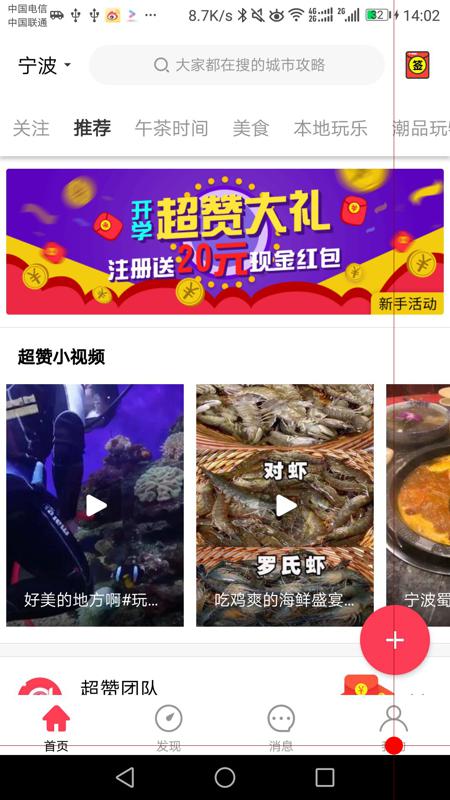 中国电信
中国联通
8.7K/s 4G 2G 32 14:02
宁波
大家都在搜的城市攻略
签
关注 推荐 午茶时间 美食 本地玩乐 潮品玩
开学 超赞大礼
注册送20元现金红包
新手活动
超赞小视频
对虾
罗氏虾
好美的地方啊#玩...
吃鸡爽的海鲜盛宴...
宁波蜀
超赞团队
首页 发现 消息